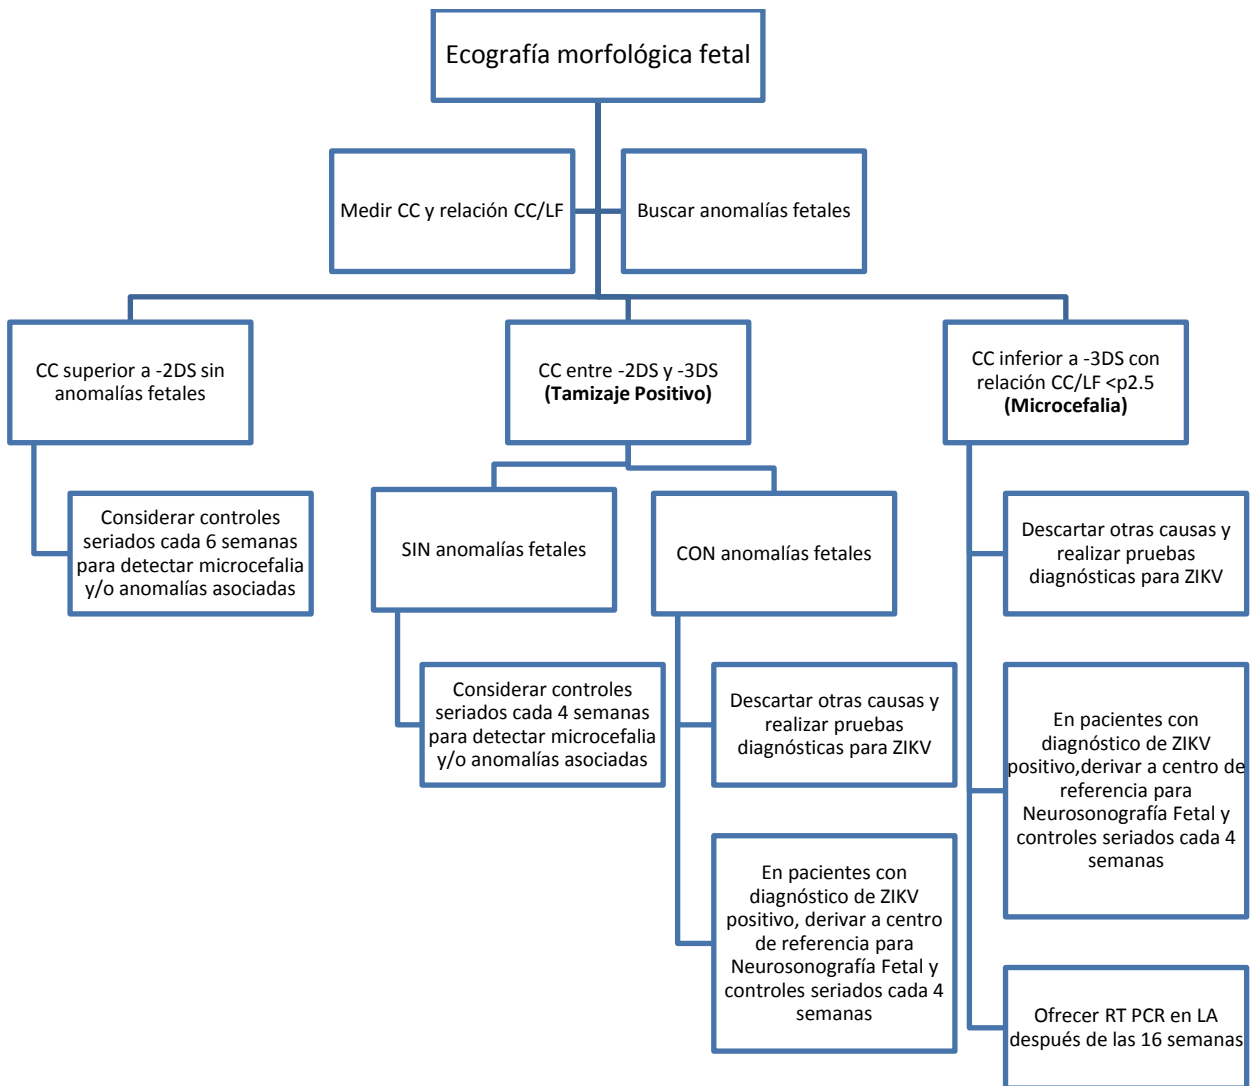 Ecografía morfológica fetal
Medir CC y relación CC/LF
Buscar anomalías fetales
CC superior a -2DS sin
anomalías fetales
Considerar controles
seriados cada 6 semanas
para detectar microcefalia
y/o anomalías asociadas
CC entre -2DS y -3DS
(Tamizaje Positivo)
SIN anomalías fetales
Considerar controles
seriados cada 4 semanas
para detectar microcefalia
y/o anomalías asociadas
CON anomalías fetales
Descartar otras causas y
realizar pruebas
diagnósticas para ZIKV
En pacientes con
diagnóstico de ZIKV
positivo, derivar a centro
de referencia para
Neurosonografía Fetal y
controles seriados cada 4
semanas
CC inferior a -3DS con
relación CC/LF <p2.5
(Microcefalia)
Descartar otras causas y
realizar pruebas
diagnósticas para ZIKV
En pacientes con
diagnóstico de ZIKV
positivo,derivar a centro de
referencia para
Neurosonografía Fetal y
controles seriados cada 4
semanas
Ofrecer RT PCR en LA
después de las 16 semanas